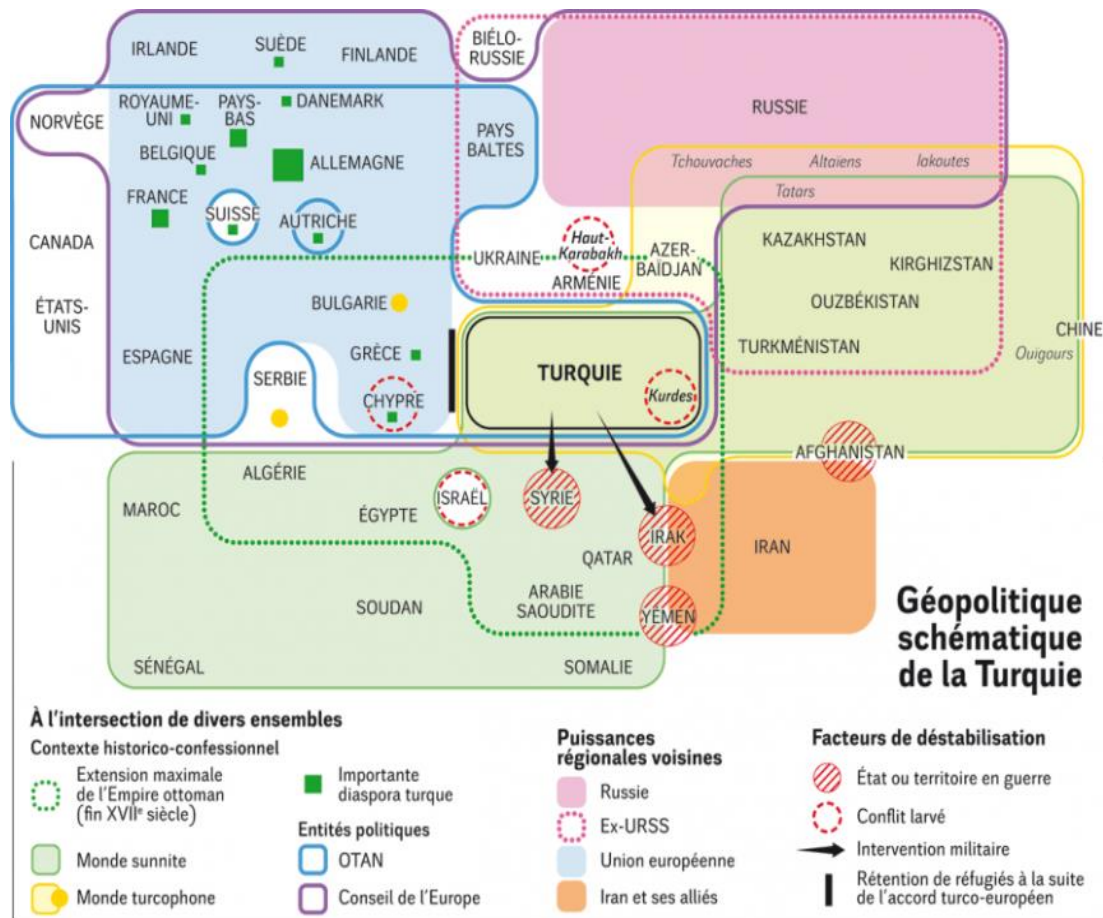 IRLANDE
SUÈDE
FINLANDE
BIÉLO-
RUSSIE
RUSSIE
NORVÈGE
ROYAUME-
UNI
PAYS-
BAS
DANEMARK
PAYS
BALTES
BELGIQUE
ALLEMAGNE
Tchouvaches
Altaïens
Iakoutes
Tatars
FRANCE
SUISSE
AUTRICHE
CANADA
UKRAINE
Haut-
Karabakh
ARMÉNIE
AZER-
BAÏDJAN
KAZAKHSTAN
KIRGHIZSTAN
ÉTATS-
UNIS
BULGARIE
OUZBÉKISTAN
CHINE
Ouïgours
ESPAGNE
GRÈCE
TURKMÉNISTAN
SERBIE
CHYPRE
TURQUIE
Kurdes
AFGHANISTAN
ALGÉRIE
MAROC
ÉGYPTE
ISRAËL
SYRIE
IRAK
QATAR
IRAN
SOUDAN
ARABIE
SAOUDITE
YÉMEN
SÉNÉGAL
SOMALIE
Géopolitique
schématique
de la Turquie
À l'intersection de divers ensembles
Contexte historico-confessionnel
Extension maximale
de l'Empire ottoman
(fin XVIIe siècle)
Monde sunnite
Monde turcophone
Importante
diaspora turque
Entités politiques
OTAN
Conseil de l'Europe
Puissances
régionales voisines
Russie
Ex-URSS
Union européenne
Iran et ses alliés
Facteurs de déstabilisation
État ou territoire en guerre
Conflit larvé
Intervention militaire
Rétention de réfugiés à la suite
de l'accord turco-européen